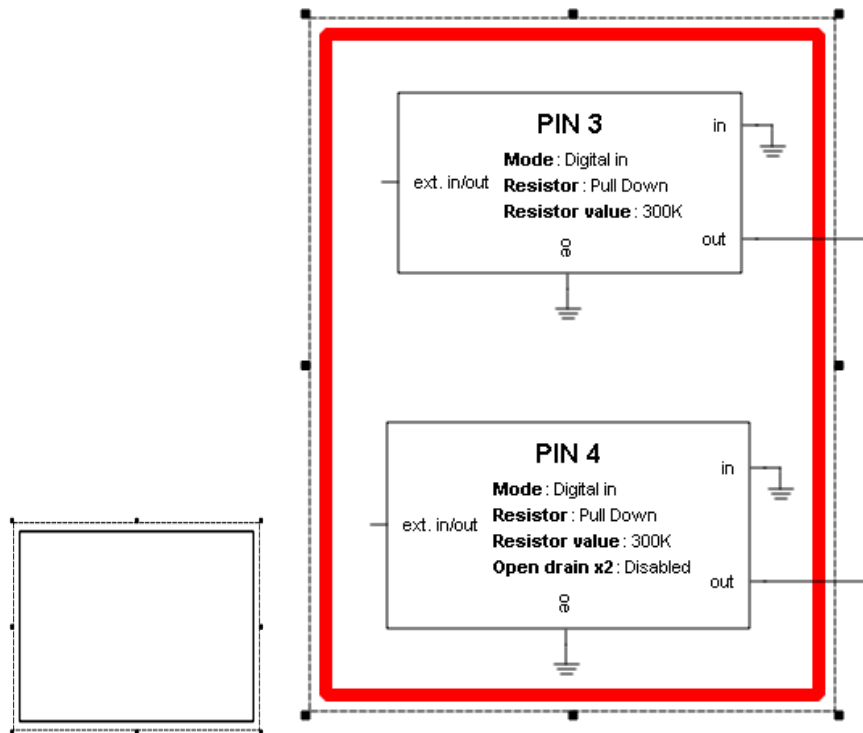 PIN 3
in
Mode : Digital in
ext. in/out
Resistor : Pull Down
Resistor value : 300K
out
oe
PIN 4
in
Mode : Digital in
Resistor : Pull Down
ext. in/out
Resistor value : 300K
Open drain x2 : Disabled
out
oe